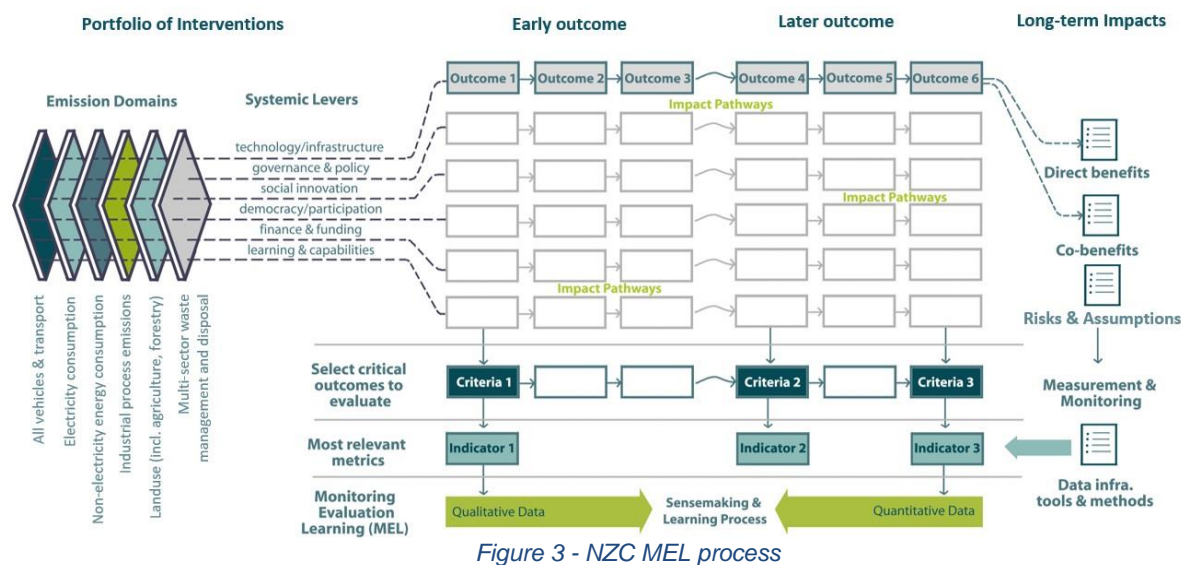 Portfolio of Interventions
Early outcome
Later outcome
Long-term Impacts
Emission Domains
Systemic Levers
technology/infrastructure
governance & policy
social innovation
democracy/participation
finance & funding
learning & capabilities
All vehicles & transport
Electricity consumption
Non-electricity energy consumption
Industrial process emissions
Landuse (incl. agriculture, forestry)
Multi-sector waste
management and disposal
Outcome 1
Outcome 2
Outcome 3
Outcome 4
Outcome 5
Outcome 6
Impact Pathways
Impact Pathways
Impact Pathways
Direct benefits
Co-benefits
Risks & Assumptions
Select critical
outcomes to
evaluate
Criteria 1
Criteria 2
Criteria 3
Measurement &
Monitoring
Most relevant
metrics
Indicator 1
Indicator 2
Indicator 3
Data infra.
tools & methods
Monitoring
Evaluation
Learning (MEL)
Qualitative Data
Sensemaking &
Learning Process
Quantitative Data
Figure 3 - NZC MEL process